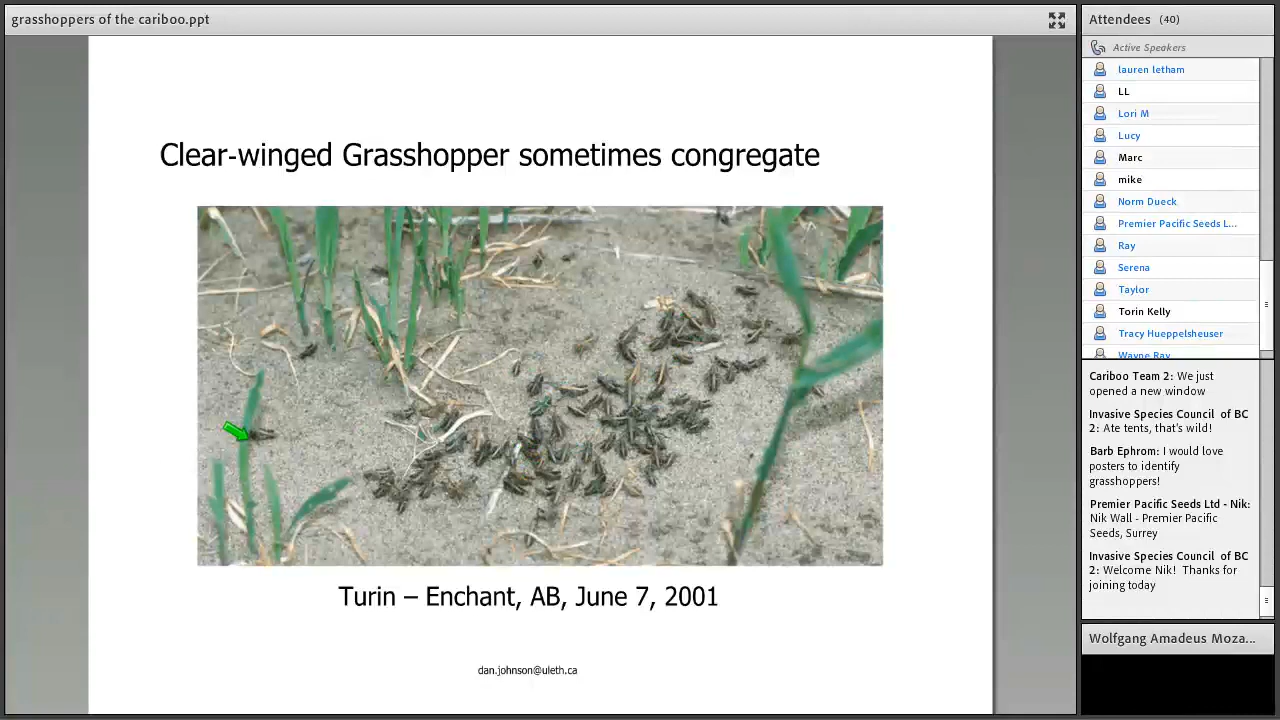 grasshoppers of the cariboo.ppt
Clear-winged Grasshopper sometimes congregate
Turin – Enchant, AB, June 7, 2001
dan.johnson@uleth.ca
Attendees (40)
Active Speakers
lauren letham
LL
Lori M
Lucy
Marc
mike
Norm Dueck
Premier Pacific Seeds L...
Ray
Serena
Taylor
Torin Kelly
Tracy Hueppelsheuser
Wayne Ray
Cariboo Team 2: We just
opened a new window
Invasive Species Council of BC
2: Ate tents, that's wild!
Barb Ephrom: I would love
posters to identify
grasshoppers!
Premier Pacific Seeds Ltd - Nik:
Nik Wall - Premier Pacific
Seeds, Surrey
Invasive Species Council of BC
2: Welcome Nik! Thanks for
joining today
Wolfgang Amadeus Moza...